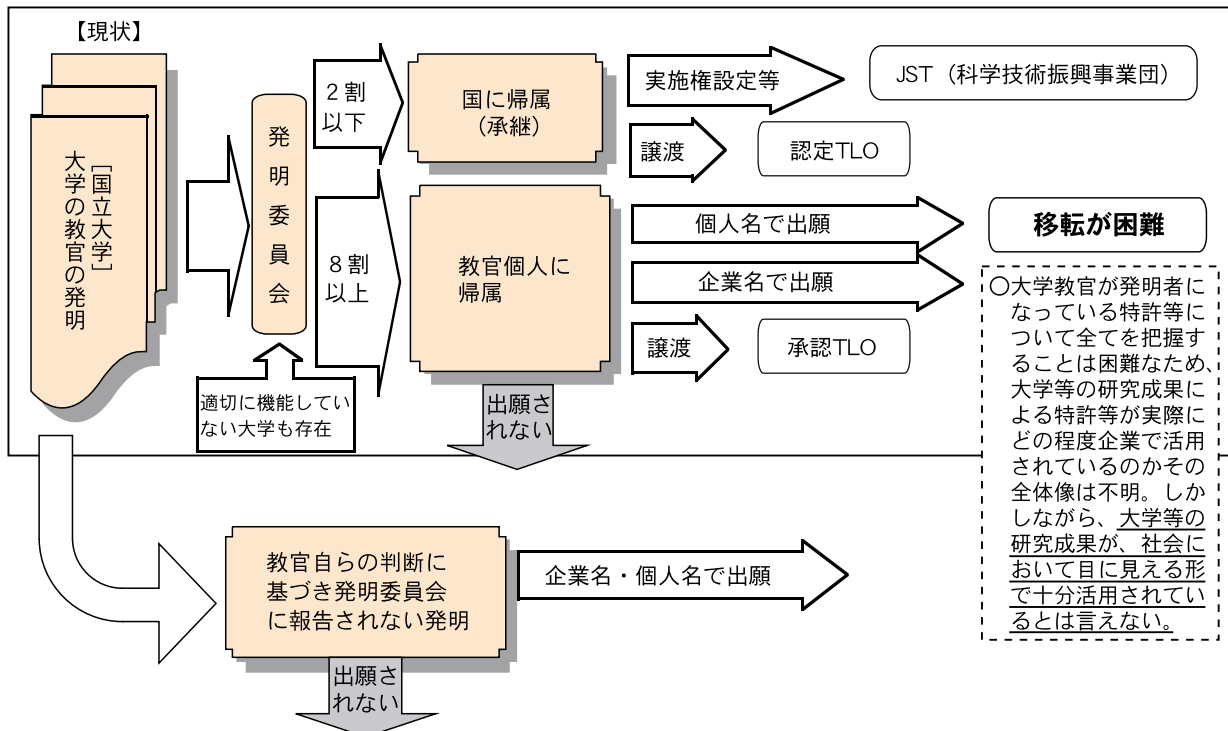 【現状】
［国立大学］
大学の教官の発明
発明委員会
適切に機能してい
ない大学も存在
２割
以下
８割
以上
国に帰属
（承継）
実施権設定等
JST（科学技術振興事業団）
譲渡
認定TLO
教官個人に
帰属
個人名で出願
企業名で出願
移転が困難
譲渡
承認TLO
出願さ
れない
〇大学教官が発明者に
なっている特許等に
ついて全てを把握す
ることは困難なため、
大学等の研究成果に
よる特許等が実際に
どの程度企業で活用
されているのかその
全体像は不明。しか
しながら、大学等の
研究成果が、社会に
おいて目に見える形
で十分活用されてい
るとは言えない。
教官自らの判断に
基づき発明委員会
に報告されない発明
企業名・個人名で出願
出願さ
れない